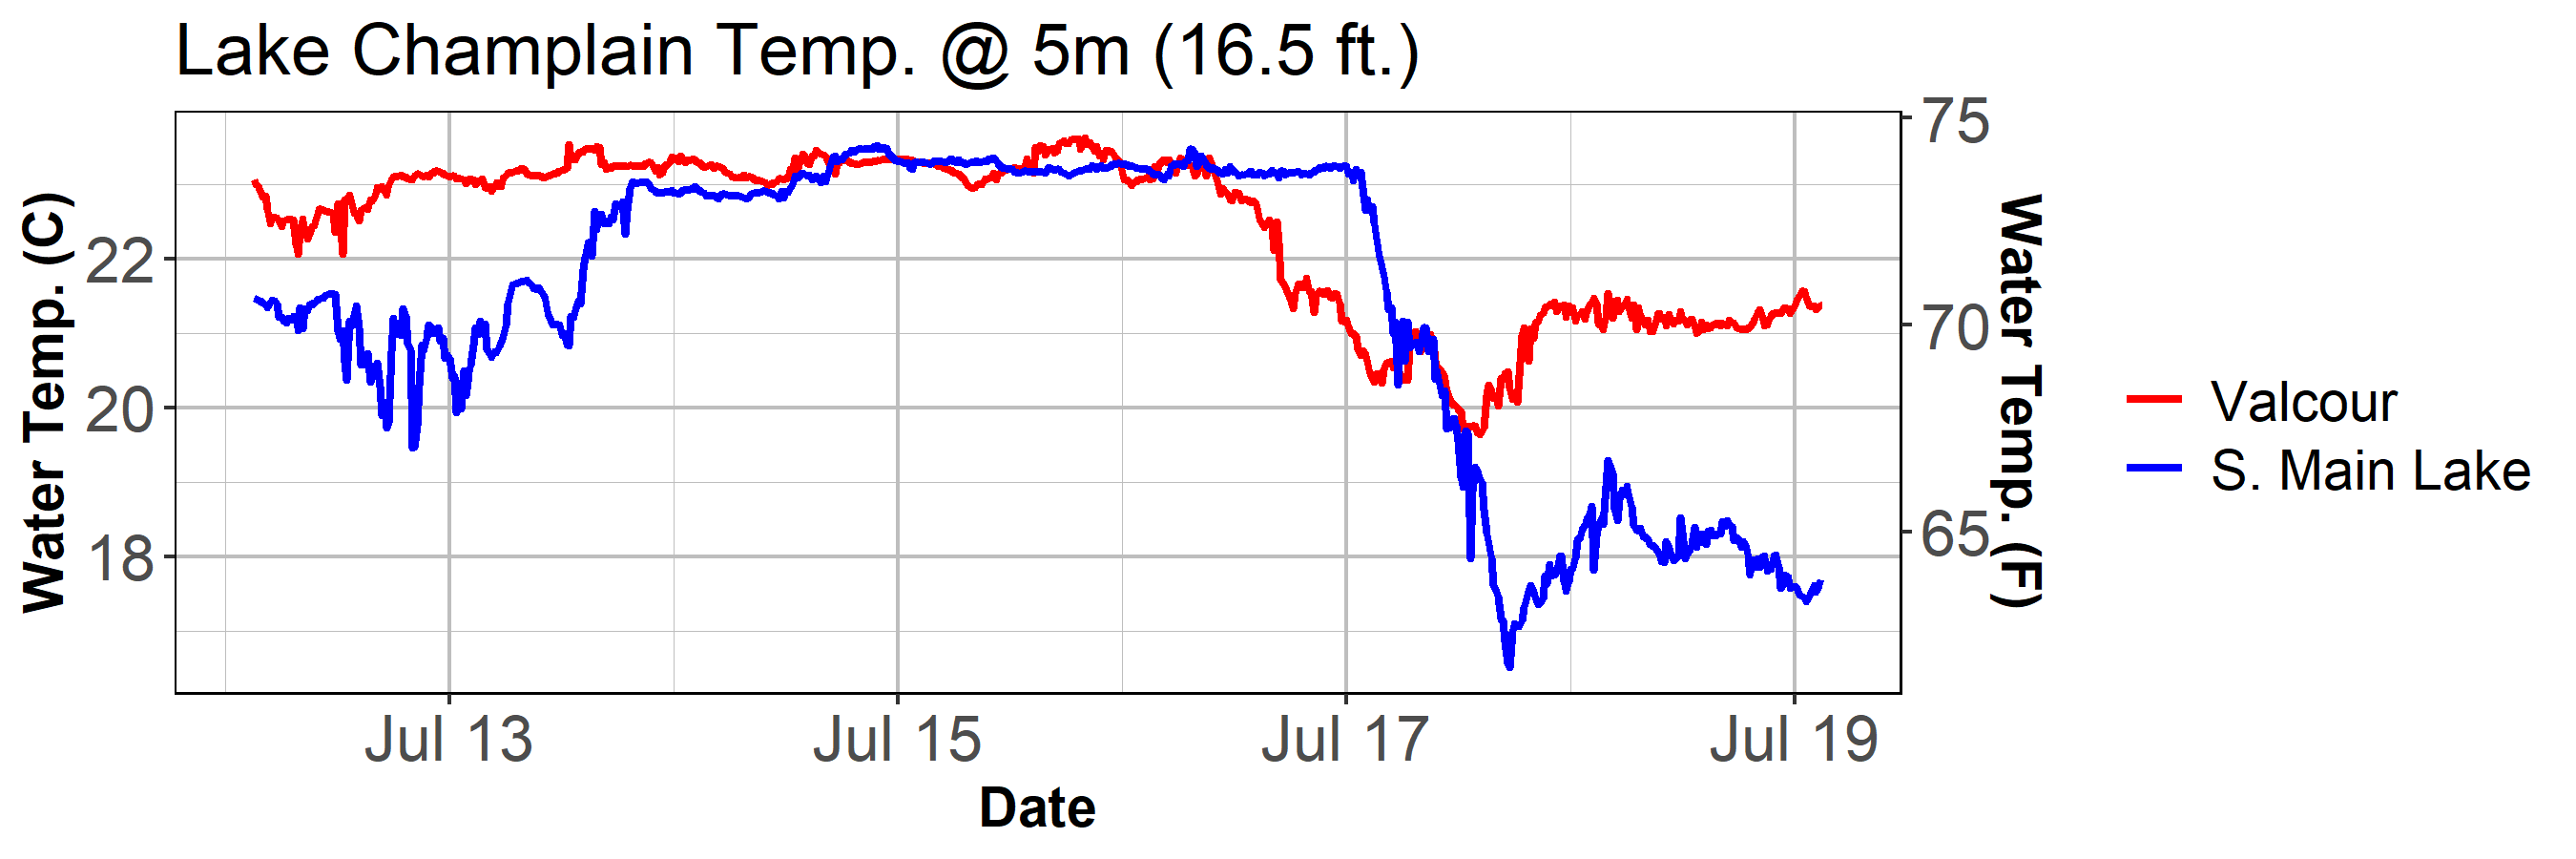 Lake Champlain Temp. @ 5m (16.5 ft.)
Water Temp. (C)
22
20
18
75
70
65
Water Temp. (F)
Jul 13
Jul 15
Jul 17
Jul 19
Date
Valcour
S. Main Lake